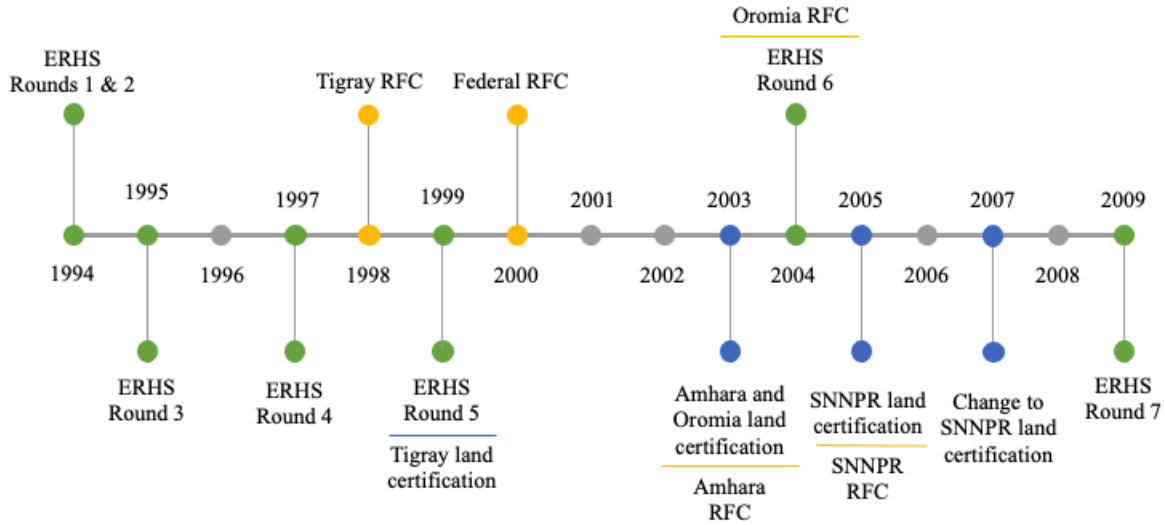 Oromia RFC
ERHS
Rounds 1 & 2
Tigray RFC
Federal RFC
ERHS
Round 6
1995
1997
1999
2001
2003
2005
2007
2009
1994
1996
1998
2000
2002
2004
2006
2008
ERHS
Round 3
ERHS
Round 4
ERHS
Round 5
Tigray land
certification
Amhara and
Oromia land
certification
Amhara
RFC
SNNPR land
certification
SNNPR
RFC
Change to
SNNPR land
certification
ERHS
Round 7